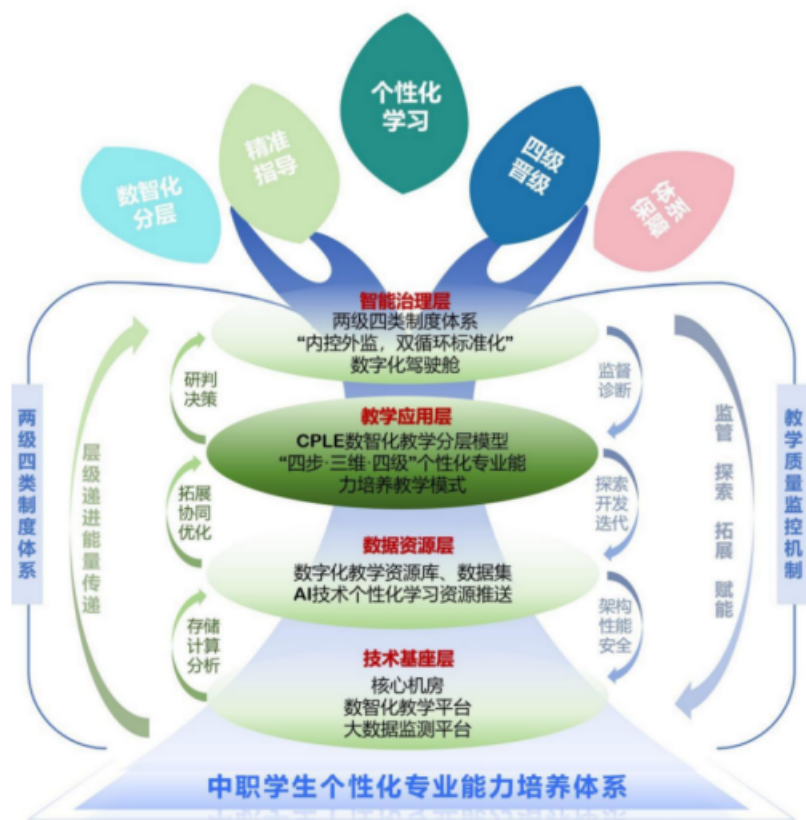 个性化
学习
精准
指导
四级
晋级
数智化
分层
体系
保障
智能治理层
两级四类制度体系
“内控外监，双循环标准化”
数字化驾驶舱
研判
决策
监督
诊断
教学应用层
CPLE数智化教学分层模型
“四步·三维·四级”个性化专业能
力培养教学模式
拓展
协同
优化
探索
开发
迭代
数据资源层
数字化教学资源库、数据集
AI技术个性化学习资源推送
存储
计算
分析
架构
性能
安全
技术基座层
核心机房
数智化教学平台
大数据监测平台
两级四类制度体系
层级递进能量传递
监管 探索 拓展 赋能
教学质量监控机制
中职学生个性化专业能力培养体系